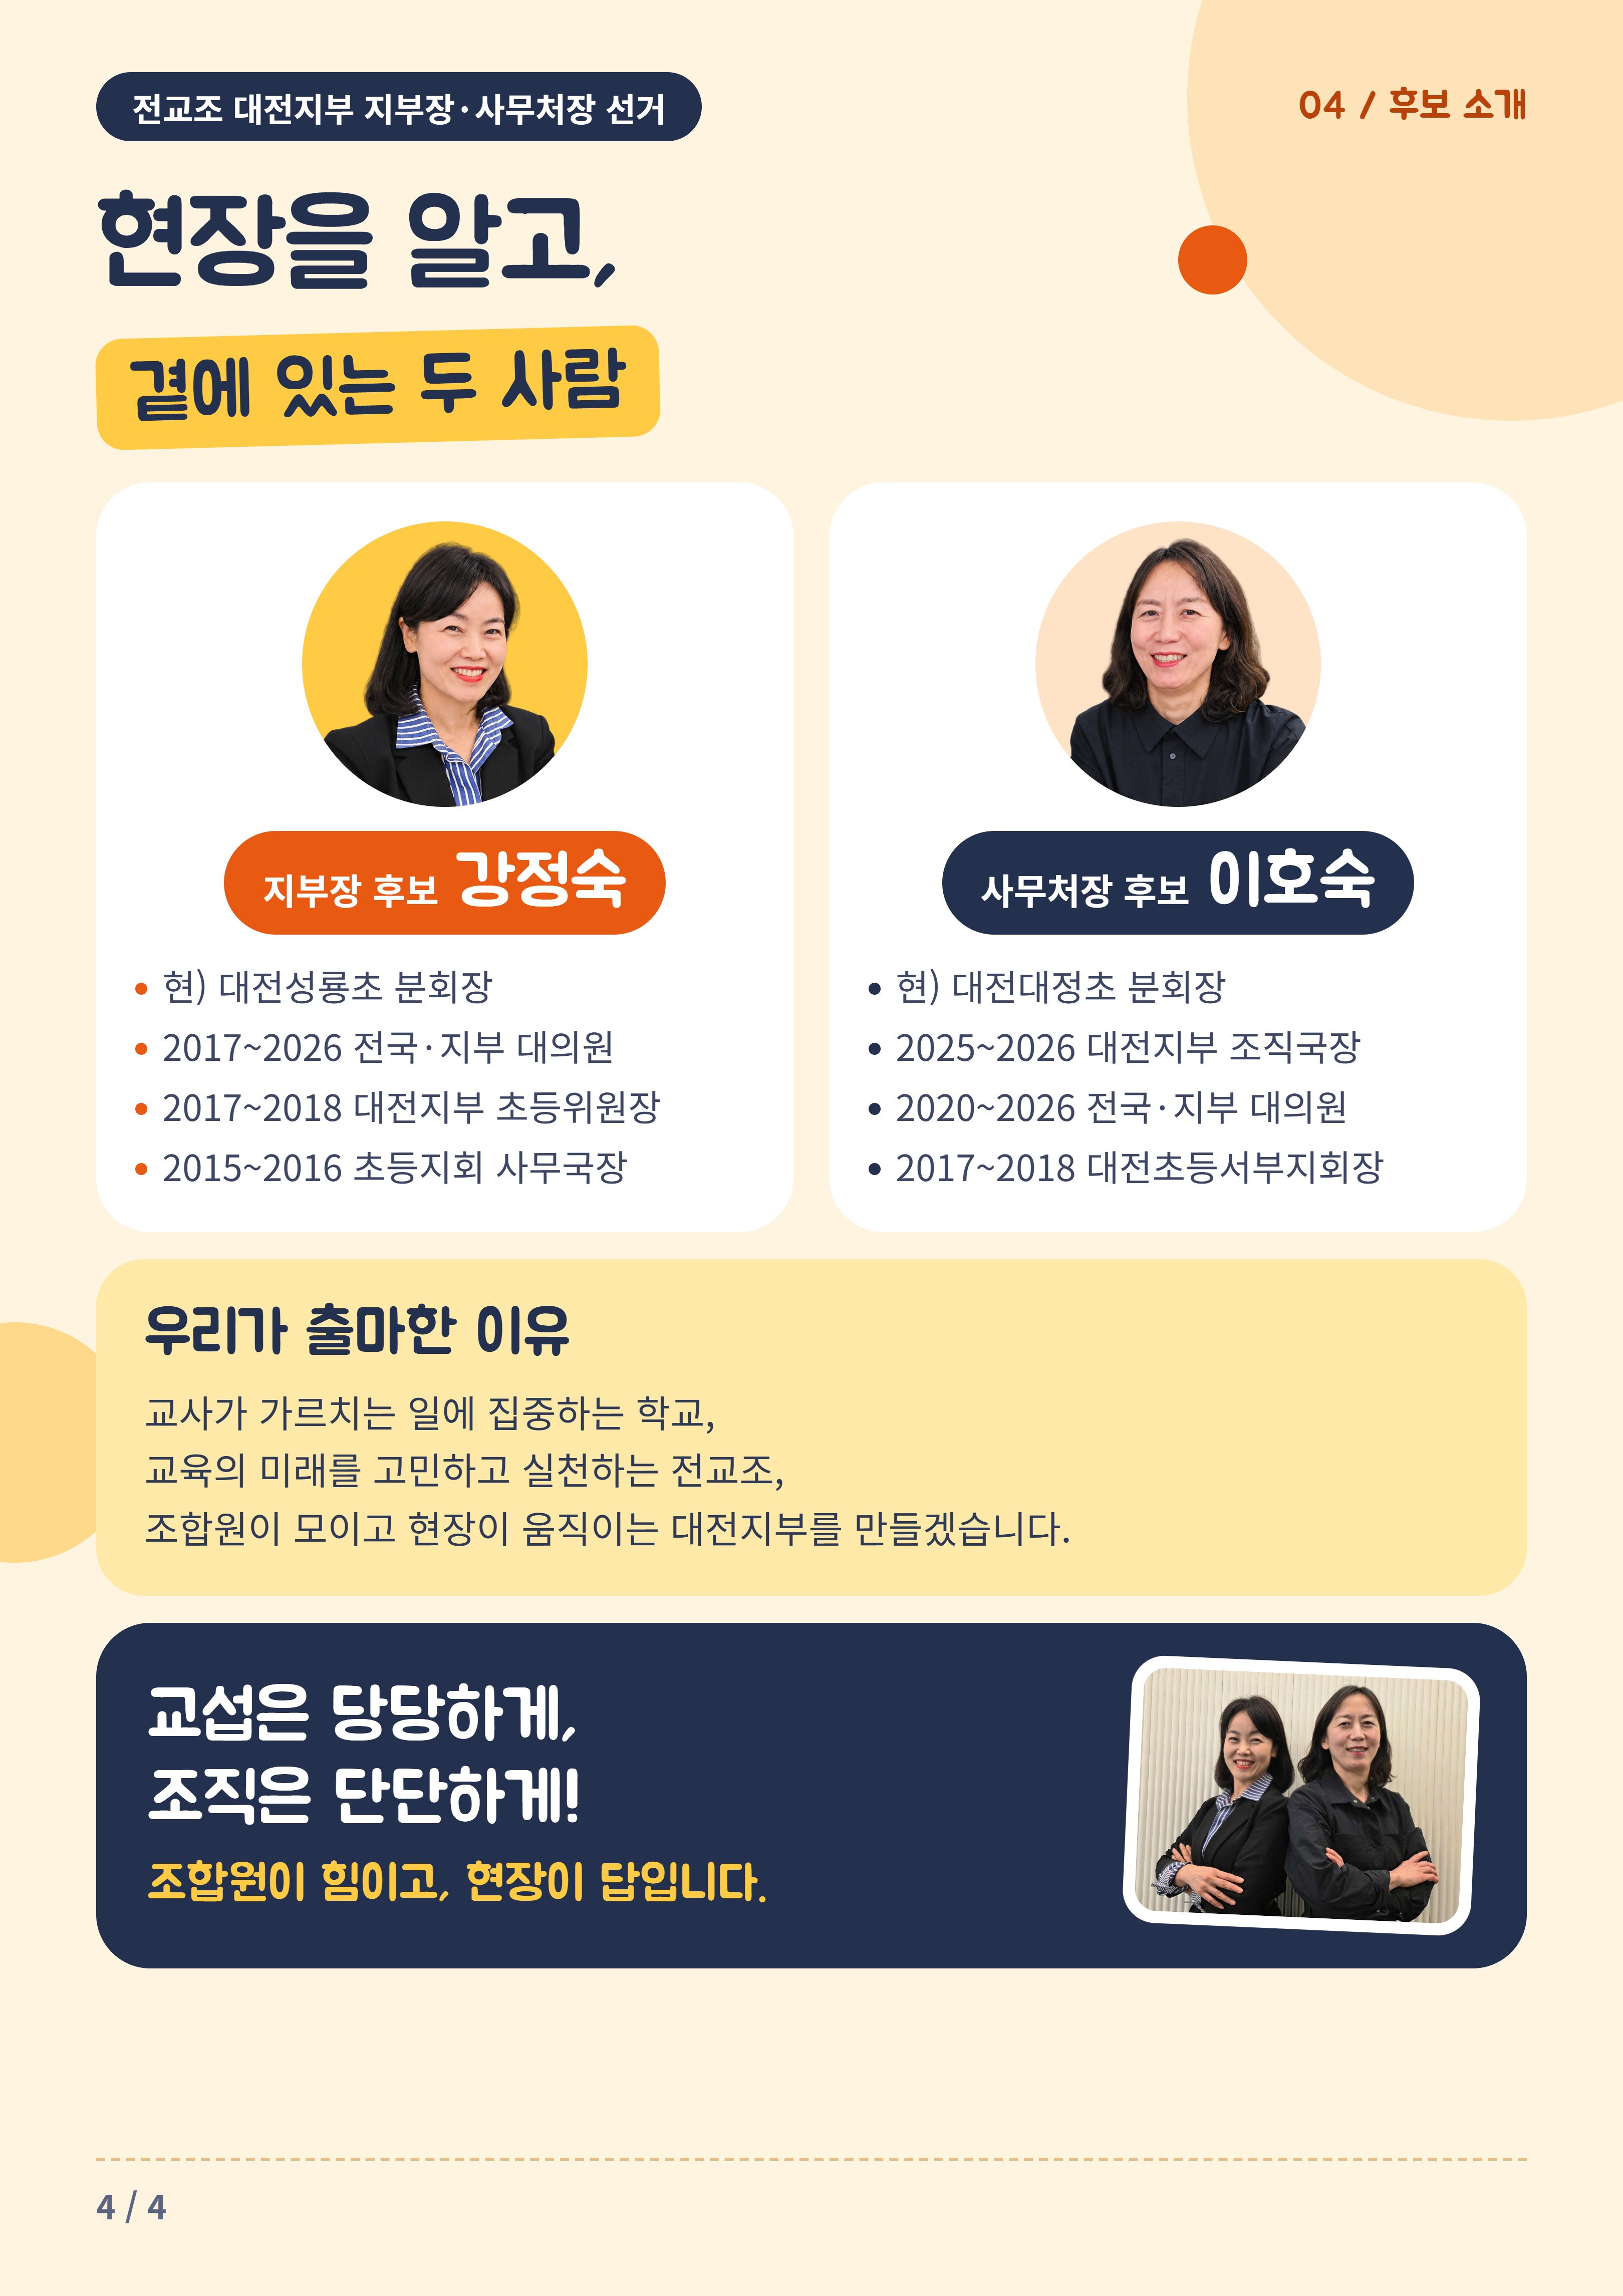 전교조 대전지부 지부장·사무처장 선거
04 / 후보 소개
현장을 알고,
곁에 있는 두 사람
지부장 후보 강정숙
현) 대전성룡초 분회장
2017~2026 전국·지부 대의원
2017~2018 대전지부 초등위원장
2015~2016 초등지회 사무국장
사무처장 후보 이호숙
현) 대전대정초 분회장
2025~2026 대전지부 조직국장
2020~2026 전국·지부 대의원
2017~2018 대전초등서부지회장
우리가 출마한 이유
교사가 가르치는 일에 집중하는 학교,
교육의 미래를 고민하고 실천하는 전교조,
조합원이 모이고 현장이 움직이는 대전지부를 만들겠습니다.
교섭은 당당하게,
조직은 단단하게!
조합원이 힘이고, 현장이 답입니다.
4 / 4